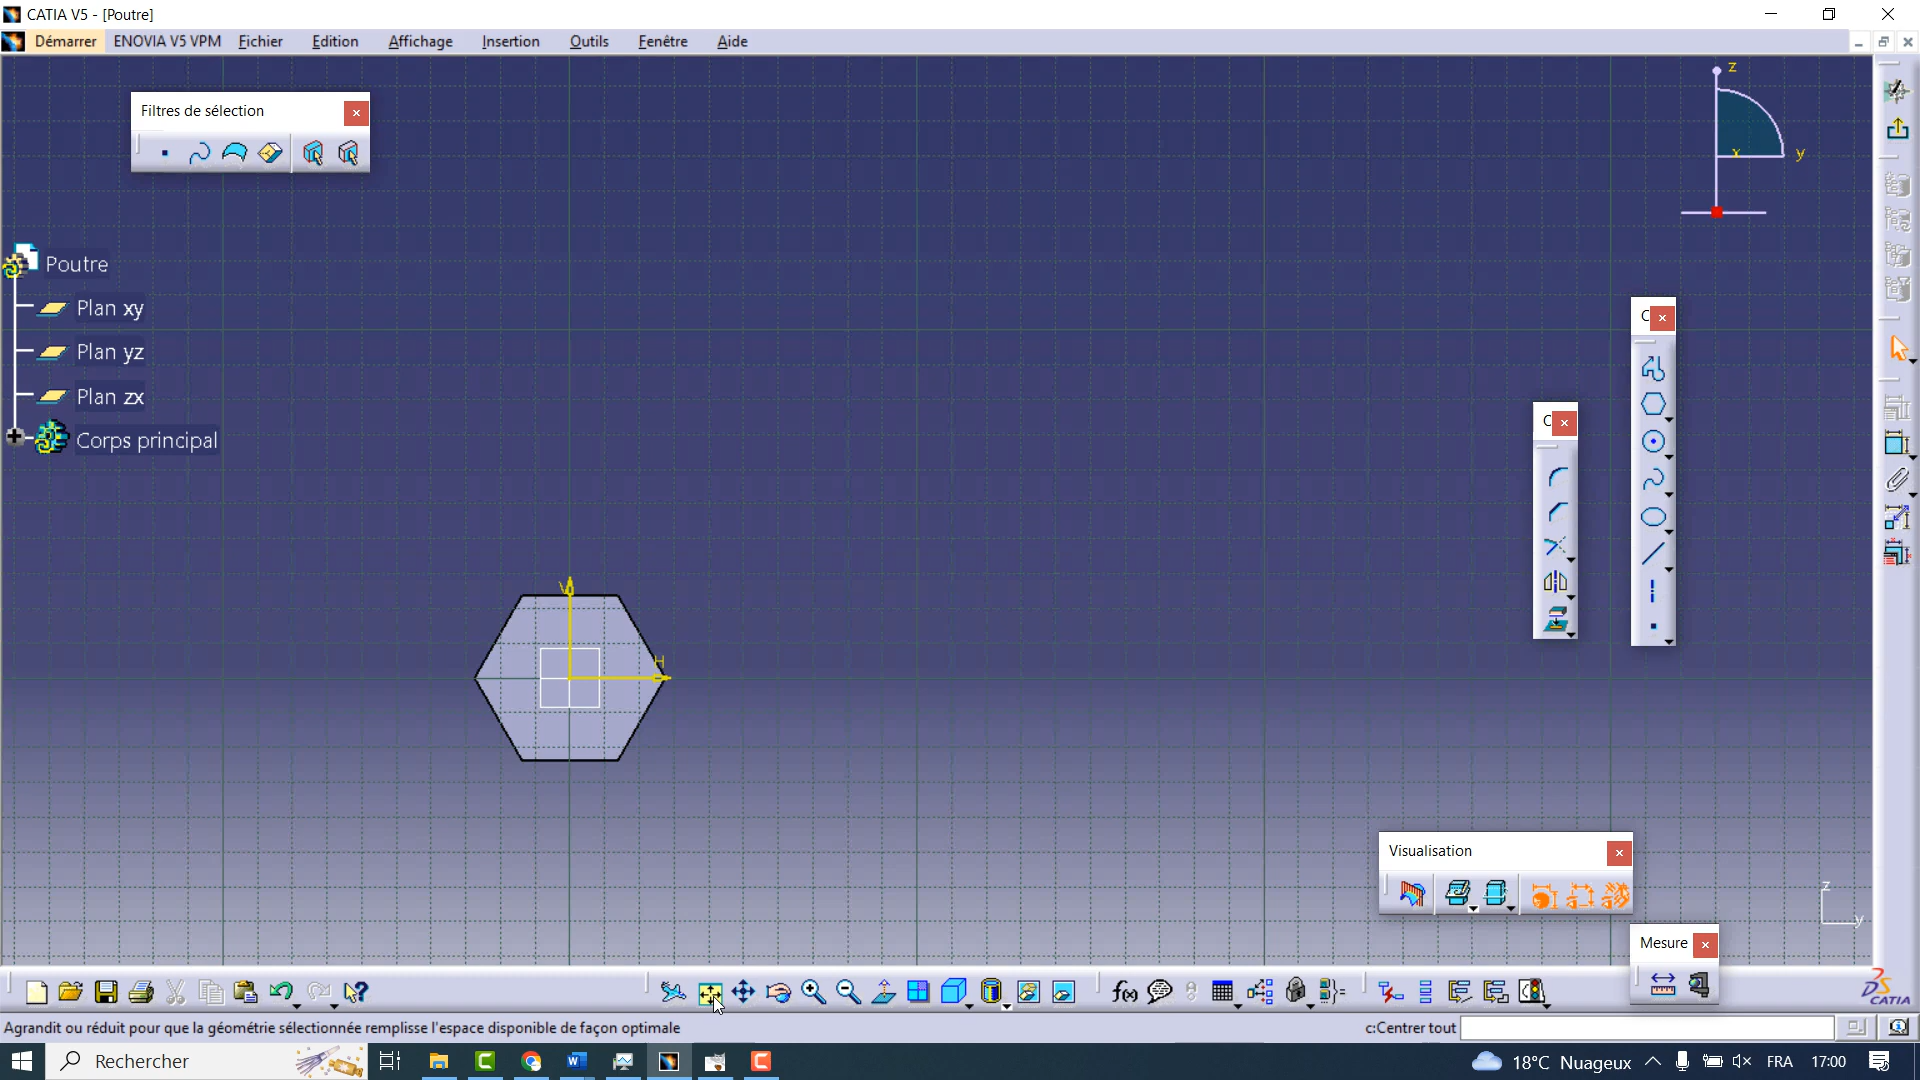 CATIA V5 - [Poutre]
Démarrer ENOVIA V5 VPM Fichier Edition Affichage Insertion Outils Fenêtre Aide
Filtres de sélection
z
x
y
Poutre
Plan xy
Plan yz
Plan zx
Corps principal
C
C
V
H
Visualisation
z
y
Mesure
f(x)
CATIA
Agrandit ou réduit pour que la géométrie sélectionnée remplisse l'espace disponible de façon optimale
c:Centrer tout
Rechercher
18°C Nuageux
FRA
17:00